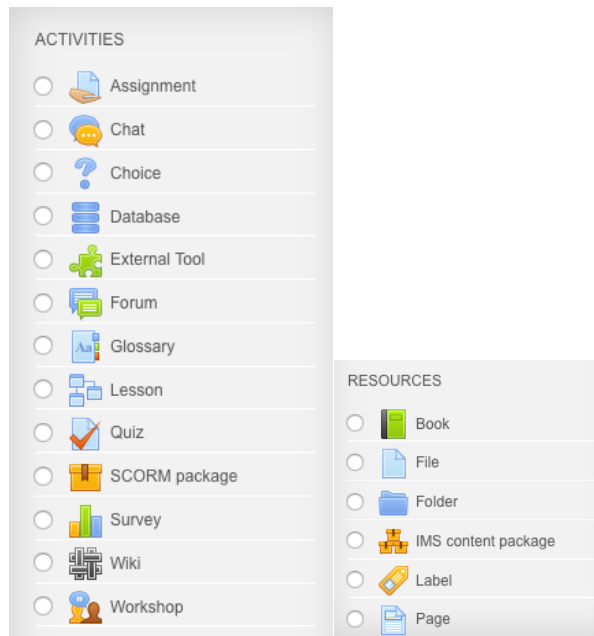 ACTIVITIES
Assignment
Chat
Choice
Database
External Tool
Forum
Aa Glossary
Lesson
Quiz
SCORM package
Survey
Wiki
Workshop
RESOURCES
Book
File
Folder
IMS content package
Label
Page